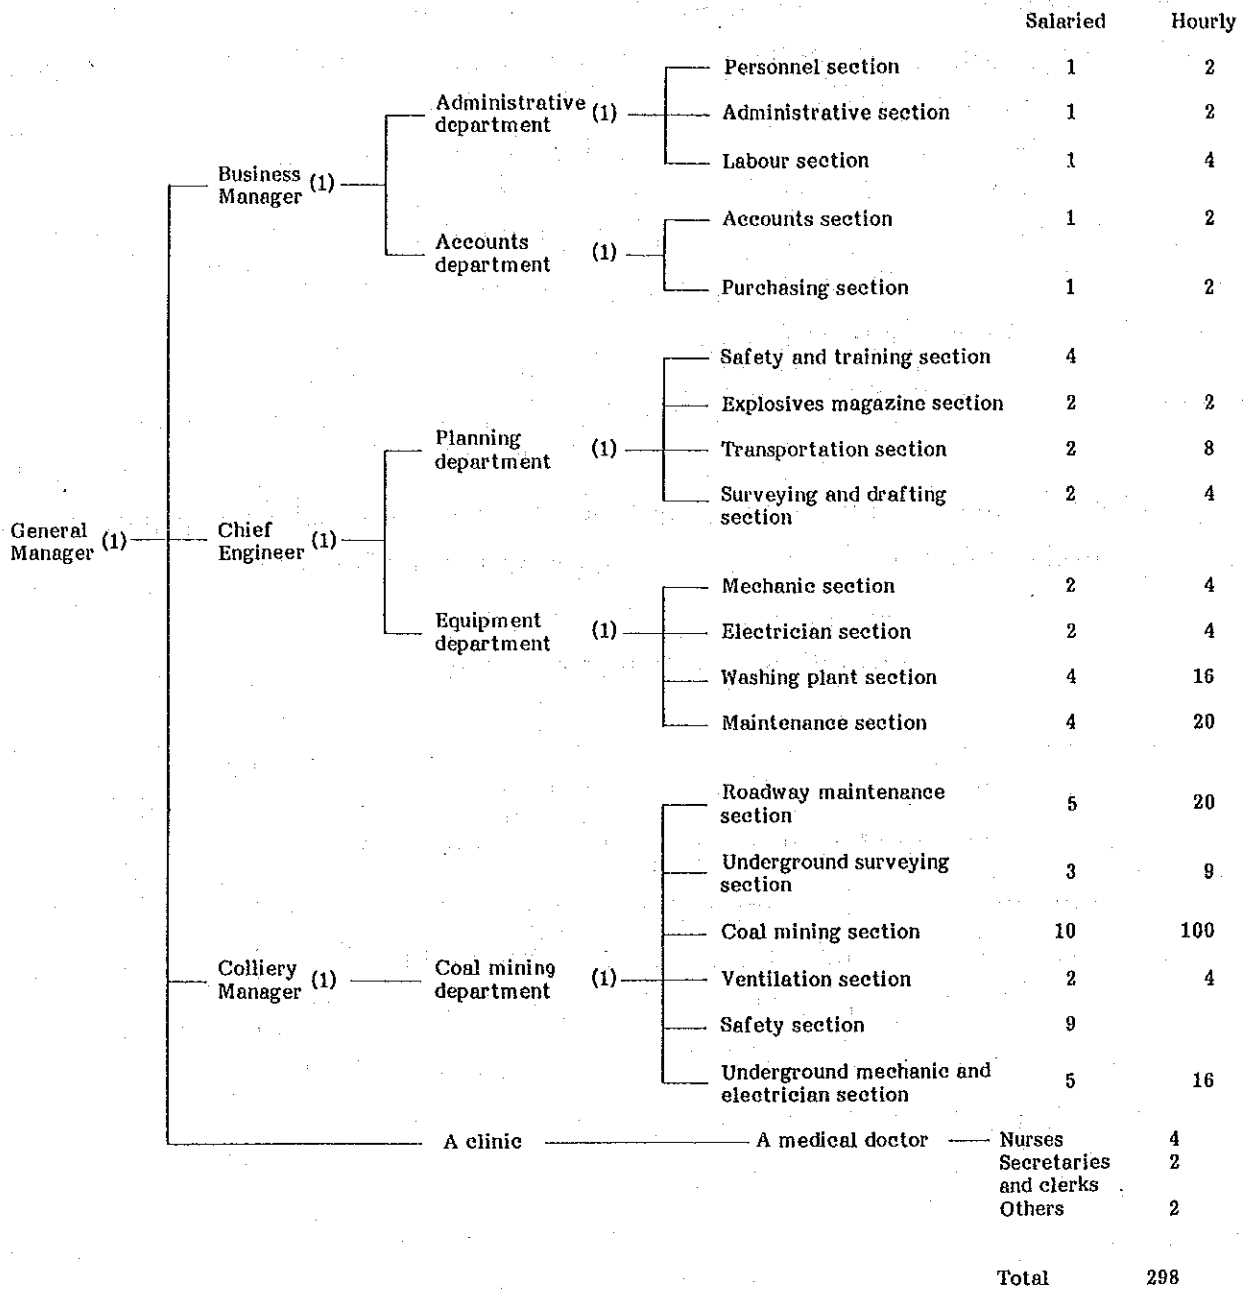 Salaried Hourly
Personnel section 1 2
Administrative department (1)
Administrative section 1 2
Labour section 1 4
Business Manager (1)
Accounts section 1 2
Accounts department (1)
Purchasing section 1 2
Safety and training section 4
Explosives magazine section 2 2
Planning department (1)
Transportation section 2 8
Surveying and drafting section 2 4
General Manager (1)
Chief Engineer (1)
Mechanic section 2 4
Equipment department (1)
Electrician section 2 4
Washing plant section 4 16
Maintenance section 4 20
Roadway maintenance section 5 20
Underground surveying section 3 9
Coal mining section 10 100
Colliery Manager (1)
Coal mining department (1)
Ventilation section 2 4
Safety section 9
Underground mechanic and electrician section 5 16
A clinic
A medical doctor
Nurses 4
Secretaries and clerks 2
Others 2
Total 298